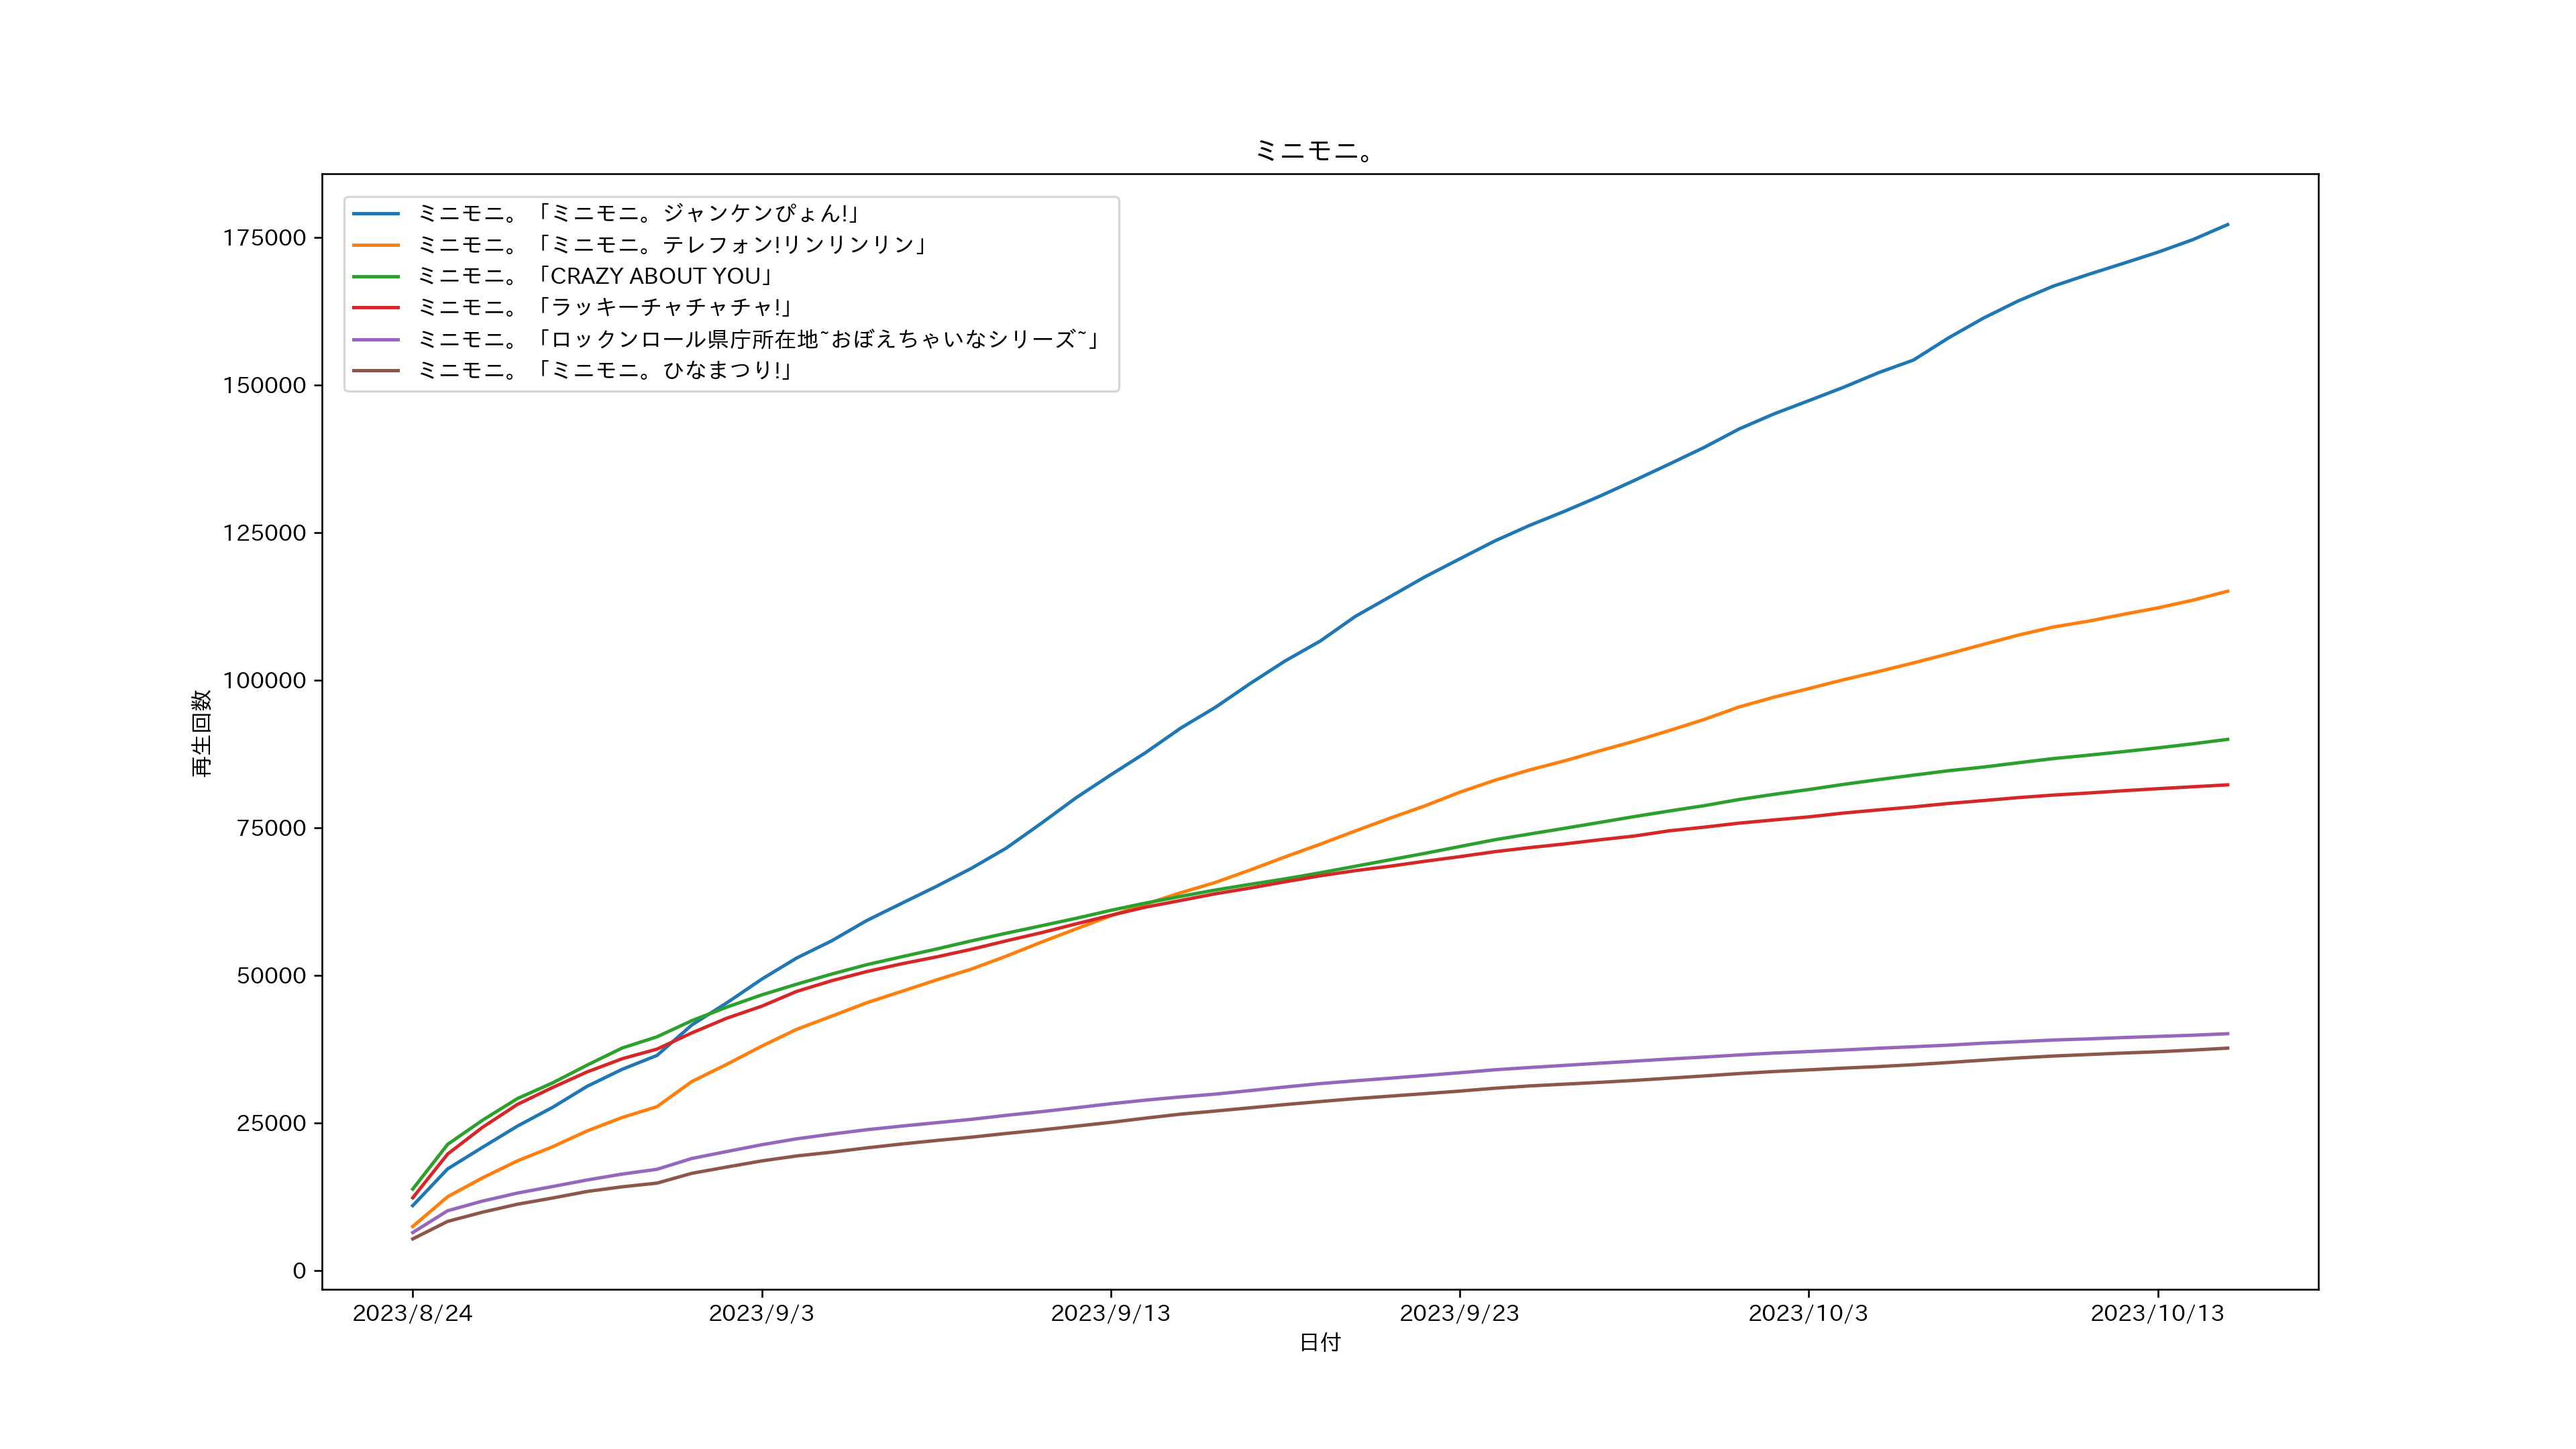 ミニモニ。
ミニモニ。「ミニモニ。ジャンケンぴょん!」
ミニモニ。「ミニモニ。テレフォン!リンリンリン」
ミニモニ。「CRAZY ABOUT YOU」
ミニモニ。「ラッキーチャチャチャ!」
ミニモニ。「ロックンロール県庁所在地~おぼえちゃいなシリーズ~」
ミニモニ。「ミニモニ。ひなまつり!」
175000
150000
125000
100000
75000
50000
25000
0
再生回数
2023/8/24 2023/9/3 2023/9/13 2023/9/23 2023/10/3 2023/10/13
日付